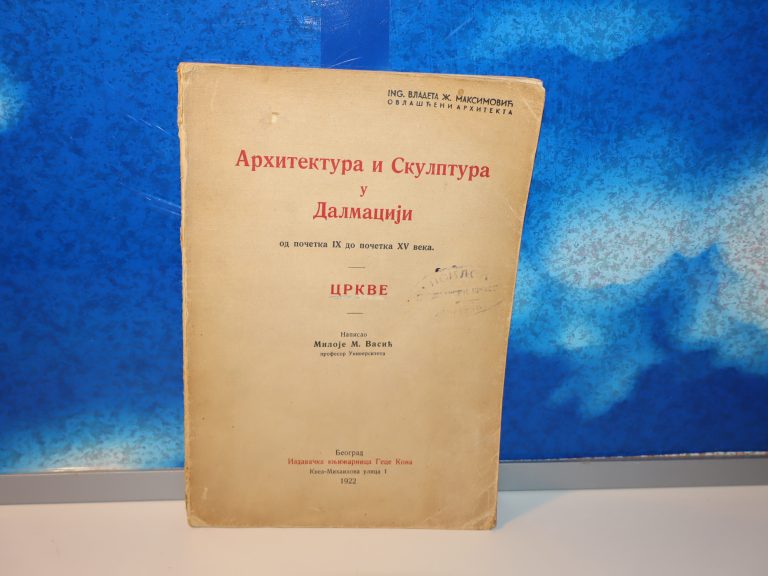 ING. ВЛАДЕТА Ж. МАКСИМОВИЋ
ОВЛАШЋЕНИ АРХИТЕКТА
Архитектура и Скулптура
у
Далмацији
од почетка IX до почетка XV века.
ЦРКВЕ
Написао
Милоје М. Васић
професор Универзитета
Београд
Издавачка књижарница Геце Кона
Кнез-Михаилова улица 1
1922